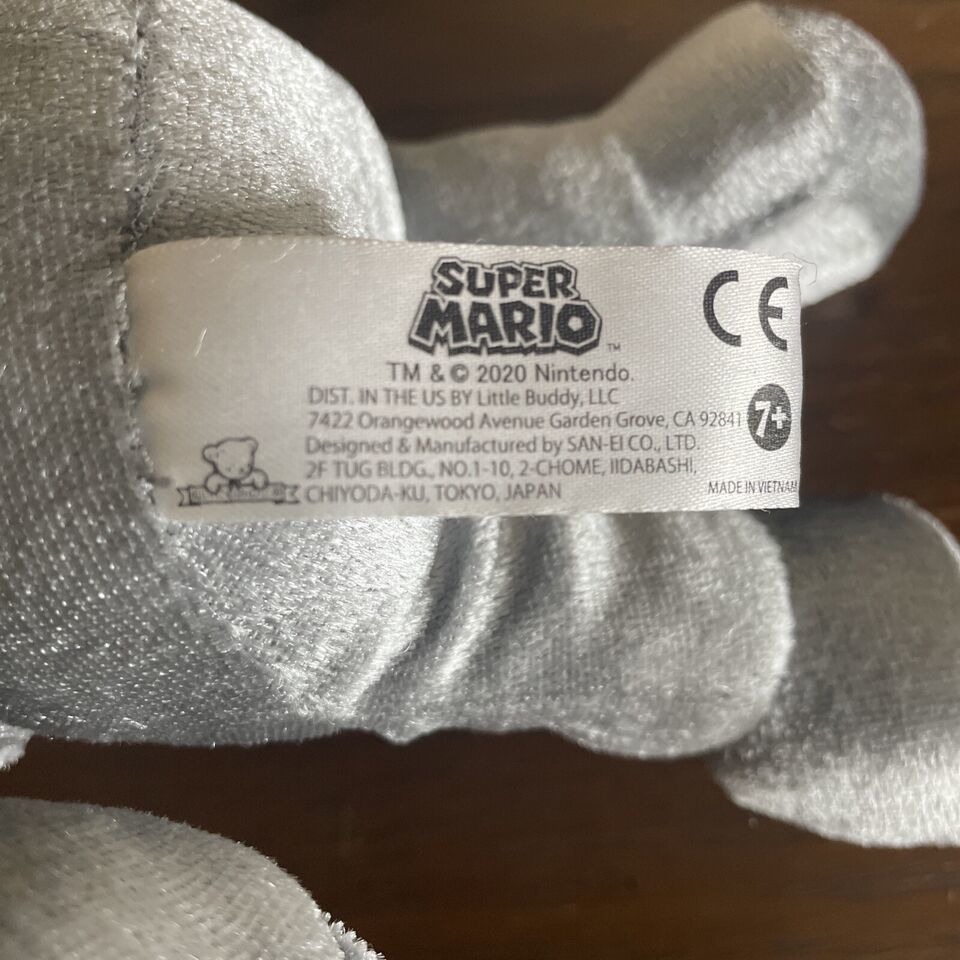 SUPER
MARIO™
TM & © 2020 Nintendo.
DIST. IN THE US BY Little Buddy, LLC
7422 Orangewood Avenue Garden Grove, CA 92841
Designed & Manufactured by SAN-EI CO., LTD.
2F TUG BLDG., NO.1-10, 2-CHOME, IIDABASHI,
CHIYODA-KU, TOKYO, JAPAN
CE
7+
MADE IN VIETNAM